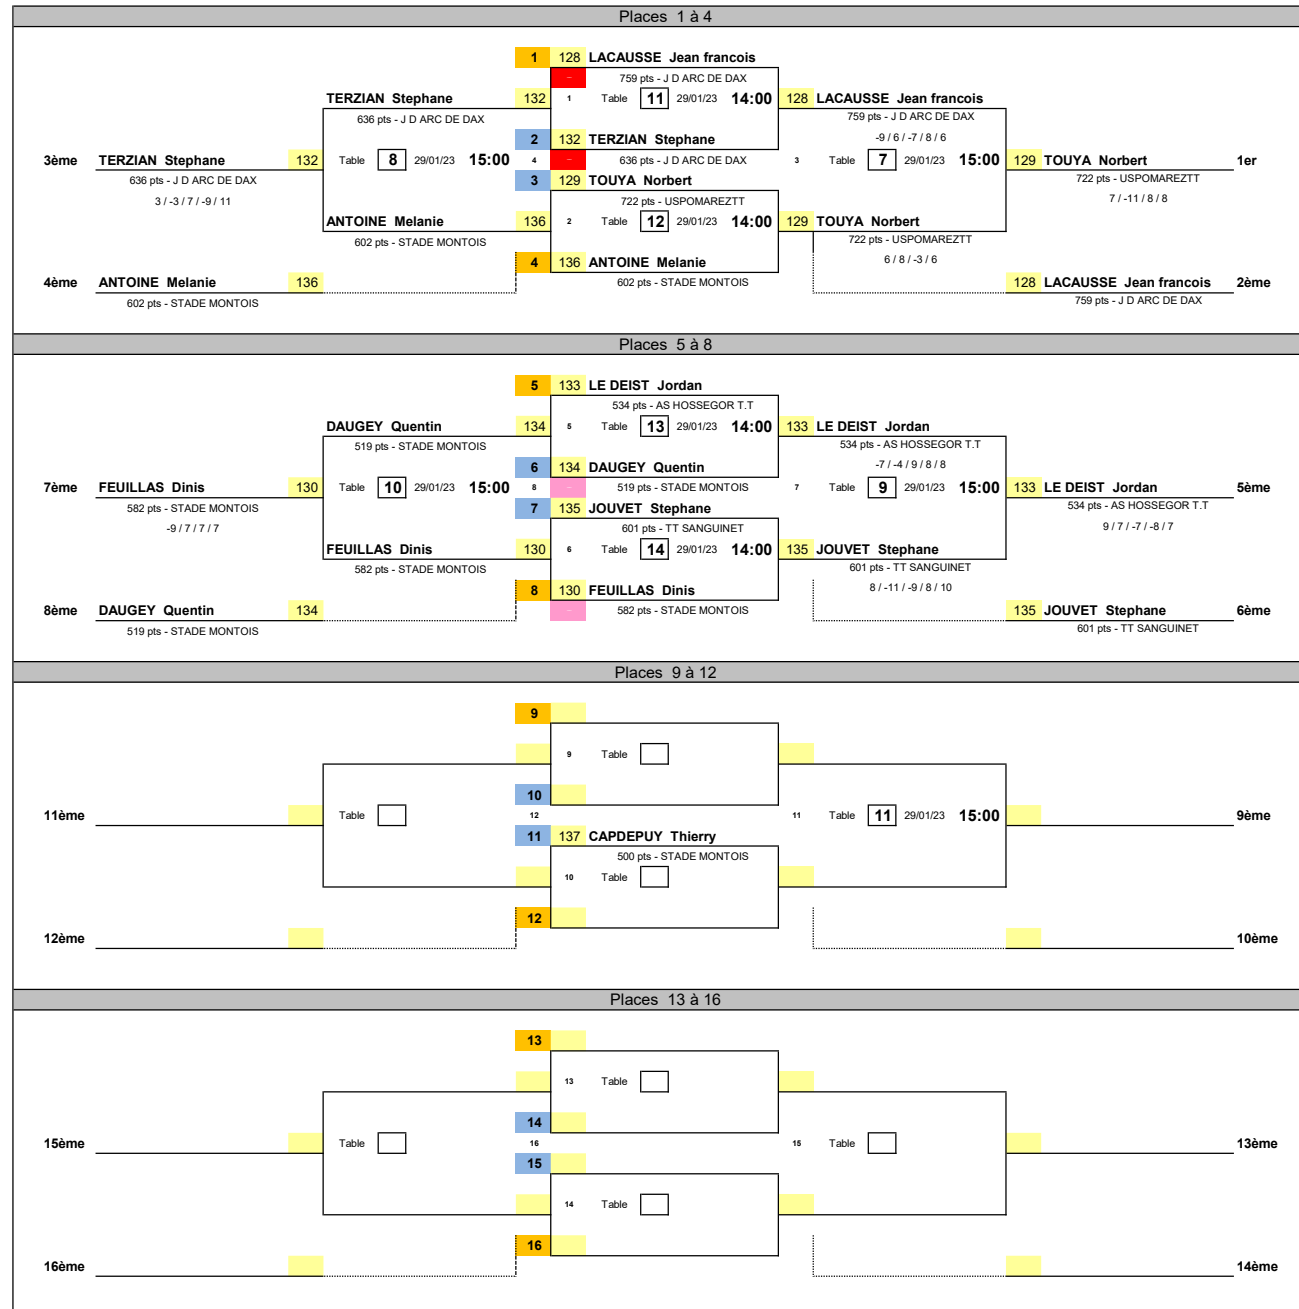 Places 1 à 4
1 128 LACAUSSE Jean francois
759 pts - J D ARC DE DAX
TERZIAN Stephane 132 1 Table 11 29/01/23 14:00 128 LACAUSSE Jean francois
636 pts - J D ARC DE DAX 759 pts - J D ARC DE DAX
2 132 TERZIAN Stephane -9 / 6 / -7 / 8 / 6
3ème TERZIAN Stephane 132 Table 8 29/01/23 15:00 4 636 pts - J D ARC DE DAX 3 Table 7 29/01/23 15:00 129 TOUYA Norbert 1er
636 pts - J D ARC DE DAX 3 129 TOUYA Norbert 722 pts - USPOMAREZTT
3 / -3 / 7 / -9 / 11 722 pts - USPOMAREZTT 7 / -11 / 8 / 8
ANTOINE Melanie 136 2 Table 12 29/01/23 14:00 129 TOUYA Norbert
602 pts - STADE MONTOIS 722 pts - USPOMAREZTT
4 136 ANTOINE Melanie 6 / 8 / -3 / 6
4ème ANTOINE Melanie 136 602 pts - STADE MONTOIS 128 LACAUSSE Jean francois 2ème
602 pts - STADE MONTOIS 759 pts - J D ARC DE DAX
Places 5 à 8
5 133 LE DEIST Jordan
534 pts - AS HOSSEGOR T.T
DAUGEY Quentin 134 5 Table 13 29/01/23 14:00 133 LE DEIST Jordan
519 pts - STADE MONTOIS 534 pts - AS HOSSEGOR T.T
6 134 DAUGEY Quentin -7 / -4 / 9 / 8 / 8
7ème FEUILLAS Dinis 130 Table 10 29/01/23 15:00 8 519 pts - STADE MONTOIS 7 Table 9 29/01/23 15:00 133 LE DEIST Jordan 5ème
582 pts - STADE MONTOIS 7 135 JOUVET Stephane 534 pts - AS HOSSEGOR T.T
-9 / 7 / 7 / 7 601 pts - TT SANGUINET 9 / 7 / -7 / -8 / 7
FEUILLAS Dinis 130 6 Table 14 29/01/23 14:00 135 JOUVET Stephane
582 pts - STADE MONTOIS 601 pts - TT SANGUINET
8 130 FEUILLAS Dinis 8 / -11 / -9 / 8 / 10
8ème DAUGEY Quentin 134 582 pts - STADE MONTOIS 135 JOUVET Stephane 6ème
519 pts - STADE MONTOIS 601 pts - TT SANGUINET
Places 9 à 12
9
9 Table
10
11ème Table 12 11 Table 11 29/01/23 15:00 9ème
11 137 CAPDEPUY Thierry
500 pts - STADE MONTOIS
10 Table
12
12ème 10ème
Places 13 à 16
13
13 Table
14
15ème Table 16 15 Table 13ème
15
14 Table
16
16ème 14ème